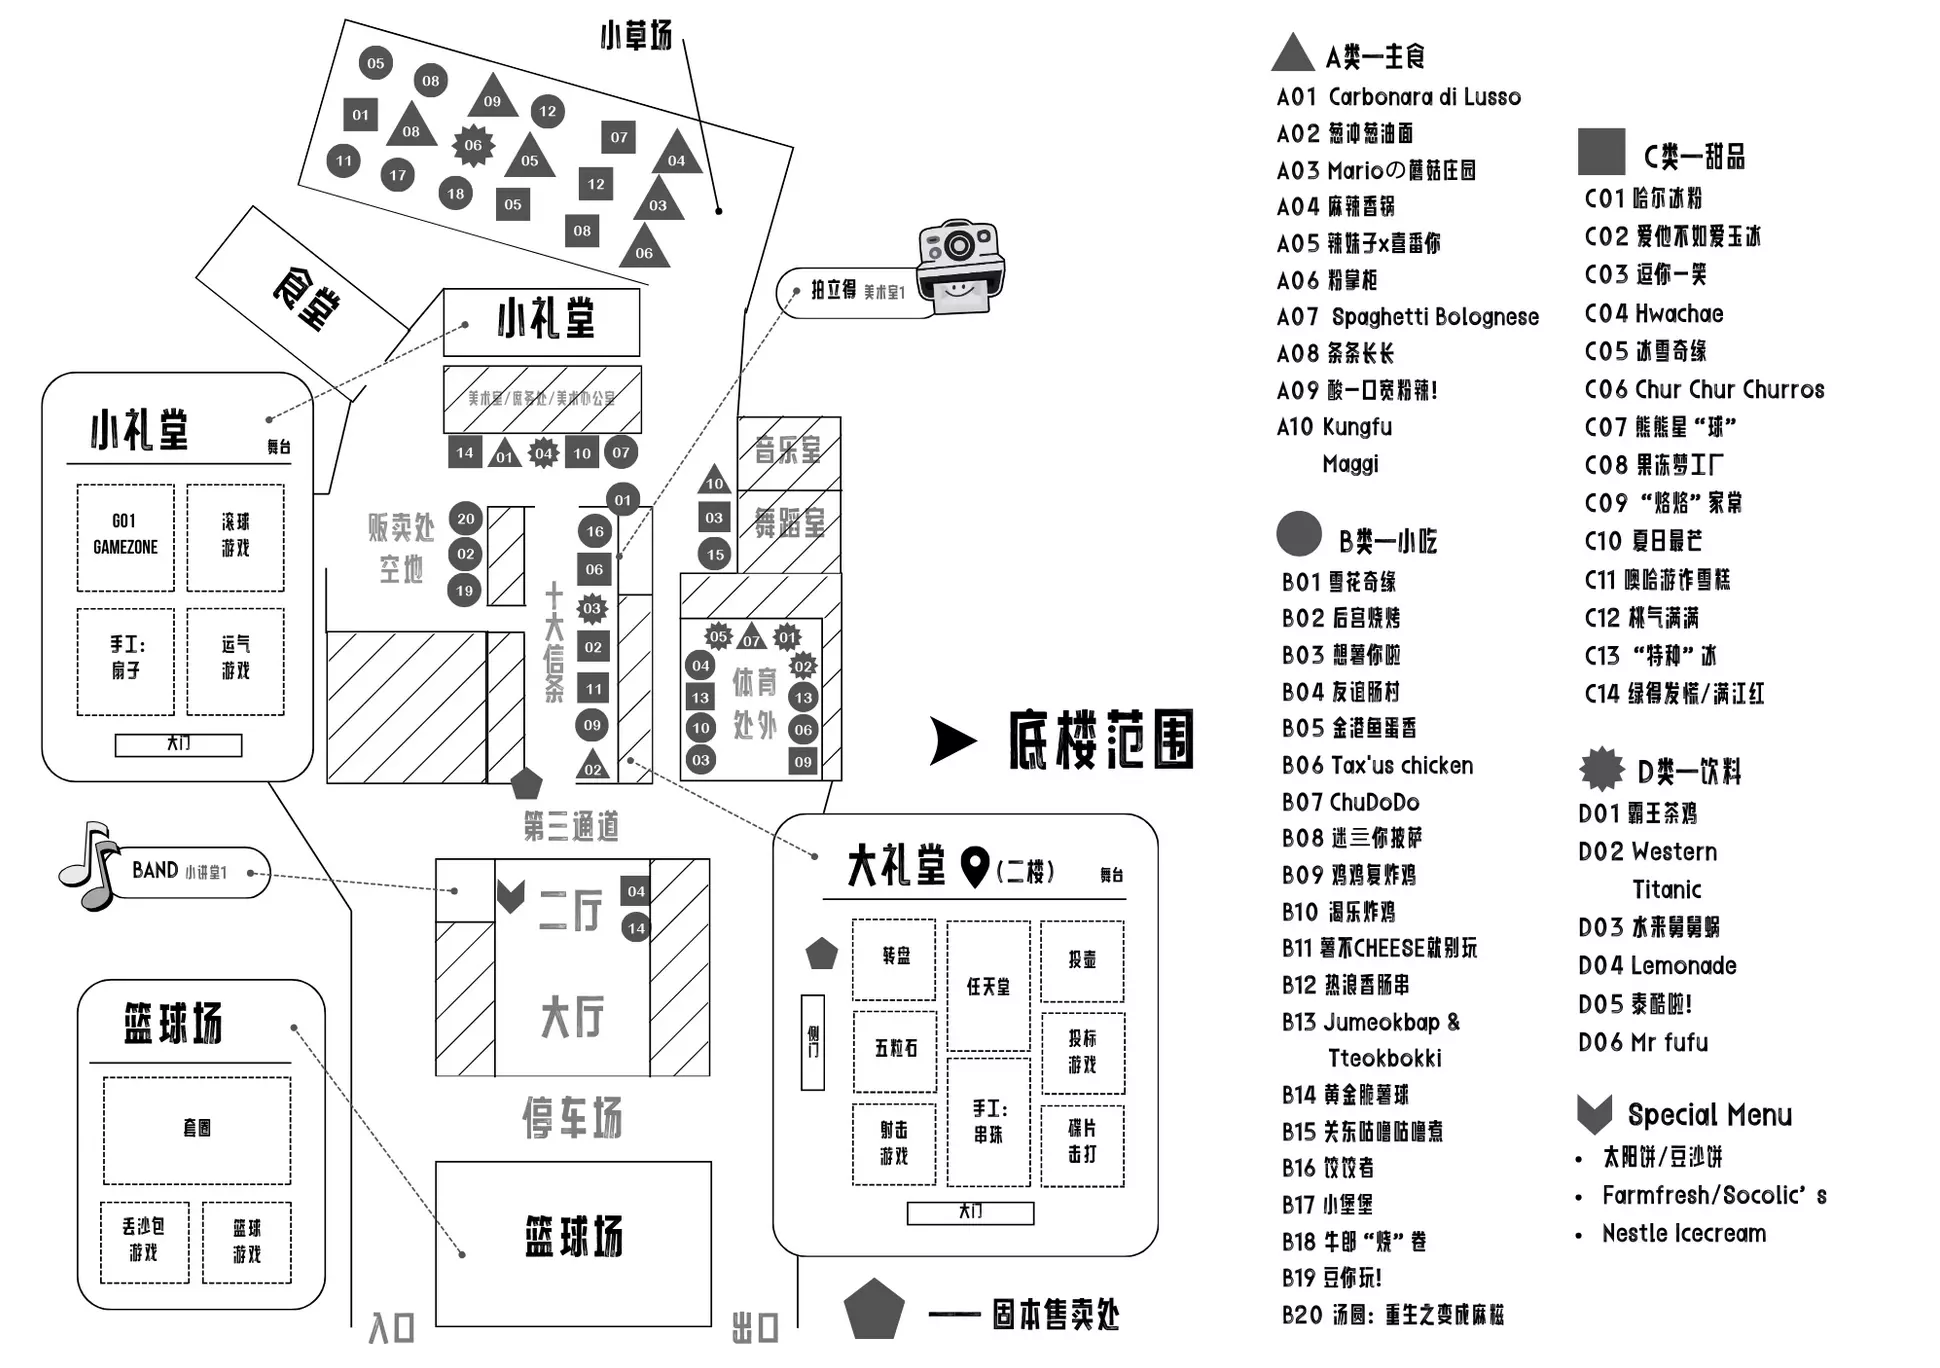 小草场
05
08
09
12
01
08
06
05
07
04
11
17
18
05
12
03
08
06
食堂
小礼堂
拍立得 美术室1
美术室/庶务处/美术办公室
14
01
04
10
07
小礼堂
舞台
G01
GAMEZONE
滚球
游戏
手工:
扇子
运气
游戏
大门
贩卖处
空地
20
02
19
01
16
06
03
02
11
09
02
十大信条
10
03
15
音乐室
舞蹈室
05
07
01
04
02
13
13
10
06
03
09
体育
处外
底楼范围
第三通道
BAND 小讲堂1
二厅
04
14
大厅
停车场
篮球场
入口
出口
篮球场
套圈
丢沙包
游戏
篮球
游戏
大礼堂 (二楼)
舞台
侧门
转盘
任天堂
投壶
五粒石
投标
游戏
射击
游戏
手工:
串珠
碟片
击打
大门
固本售卖处
A类—主食
A01 Carbonara di Lusso
A02 葱冲葱油面
A03 Marioの蘑菇庄园
A04 麻辣香锅
A05 辣妹子x喜番你
A06 粉掌柜
A07 Spaghetti Bolognese
A08 条条长长
A09 酸一口宽粉辣!
A10 Kungfu
Maggi
B类—小吃
B01 雪花奇缘
B02 后宫烧烤
B03 想薯你啦
B04 友谊肠村
B05 金港鱼蛋香
B06 Tax'us chicken
B07 ChuDoDo
B08 迷三你披萨
B09 鸡鸡复炸鸡
B10 渴乐炸鸡
B11 薯不CHEESE就别玩
B12 热浪香肠串
B13 Jumeokbap &
Tteokbokki
B14 黄金脆薯球
B15 关东咕噜咕噜煮
B16 饺饺者
B17 小堡堡
B18 牛郎“烧”卷
B19 豆你玩!
B20 汤圆：重生之变成麻糍
C类—甜品
C01 哈尔冰粉
C02 爱他不如爱玉冰
C03 逗你一笑
C04 Hwachae
C05 冰雪奇缘
C06 Chur Chur Churros
C07 熊熊星“球”
C08 果冻梦工厂
C09 “烙烙”家常
C10 夏日最芒
C11 噢哈游诈雪糕
C12 桃气满满
C13 “特种”冰
C14 绿得发慌/满江红
D类—饮料
D01 霸王茶鸡
D02 Western
Titanic
D03 水来舅舅蜗
D04 Lemonade
D05 泰酷啦!
D06 Mr fufu
Special Menu
• 太阳饼/豆沙饼
• Farmfresh/Socolic’s
• Nestle Icecream